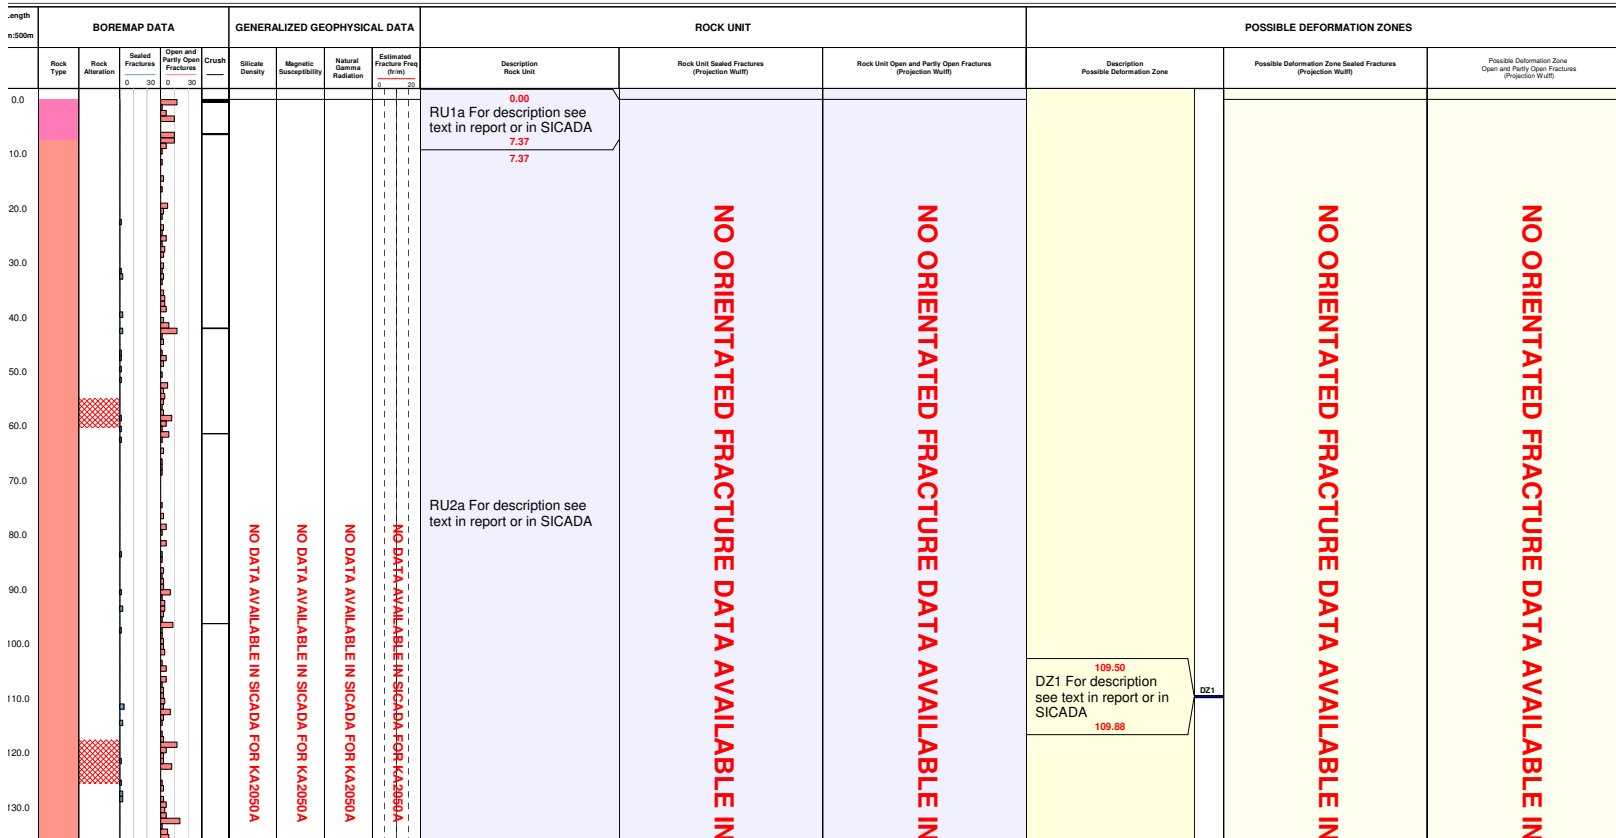 ength
m:500m
BOREMAP DATA
GENERALIZED GEOPHYSICAL DATA
ROCK UNIT
POSSIBLE DEFORMATION ZONES
Rock
Type
Rock
Alteration
Sealed
Fractures
0 30
Open and
Partly Open
Fractures
0 30
Crush
Silicate
Density
Magnetic
Susceptibility
Natural
Gamma
Radiation
Estimated
Fracture Freq
(fr/m)
0 20
Description
Rock Unit
Rock Unit Sealed Fractures
(Projection Wulff)
Rock Unit Open and Partly Open Fractures
(Projection Wulff)
Description
Possible Deformation Zone
Possible Deformation Zone Sealed Fractures
(Projection Wulff)
Possible Deformation Zone
Open and Partly Open Fractures
(Projection Wulff)
0.0
10.0
20.0
30.0
40.0
50.0
60.0
70.0
80.0
90.0
100.0
110.0
120.0
130.0
NO DATA AVAILABLE IN SICADA FOR KA2050A
NO DATA AVAILABLE IN SICADA FOR KA2050A
NO DATA AVAILABLE IN SICADA FOR KA2050A
NO DATA AVAILABLE IN SICADA FOR KA2050A
0.00
RU1a For description see
text in report or in SICADA
7.37
7.37
RU2a For description see
text in report or in SICADA
NO ORIENTATED FRACTURE DATA AVAILABLE IN
NO ORIENTATED FRACTURE DATA AVAILABLE IN
109.50
DZ1 For description
see text in report or in
SICADA
109.88
DZ1
NO ORIENTATED FRACTURE DATA AVAILABLE IN
NO ORIENTATED FRACTURE DATA AVAILABLE IN